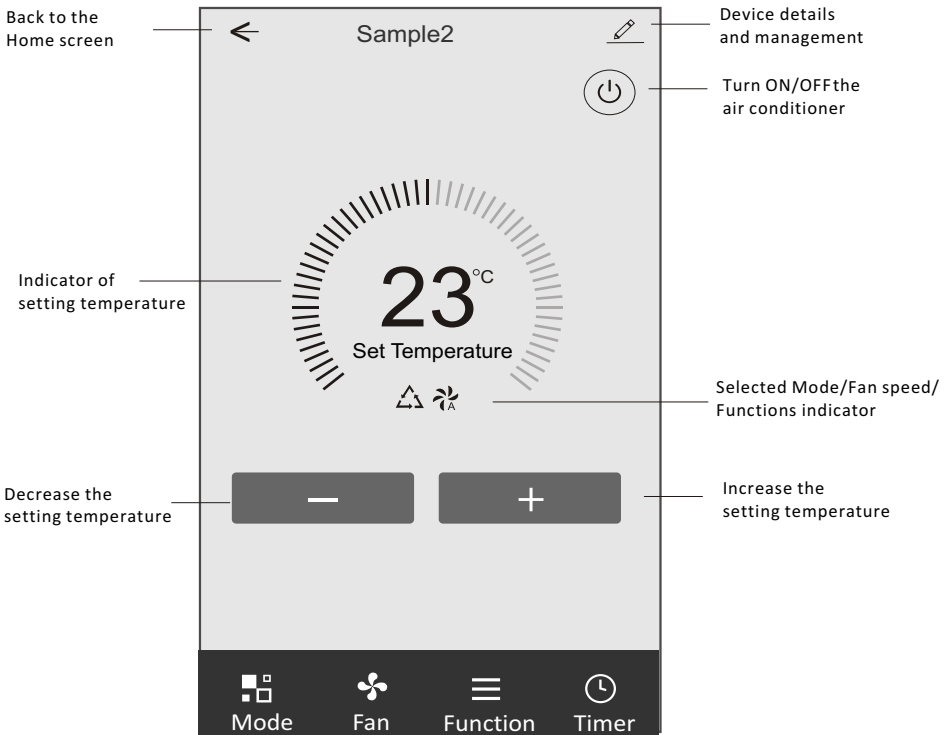 Back to the
Home screen
Sample2
Device details
and management
Turn ON/OFF the
air conditioner
Indicator of
setting temperature
23°C
Set Temperature
A
Selected Mode/Fan speed/
Functions indicator
Decrease the
setting temperature
−
+
Increase the
setting temperature
Mode
Fan
Function
Timer